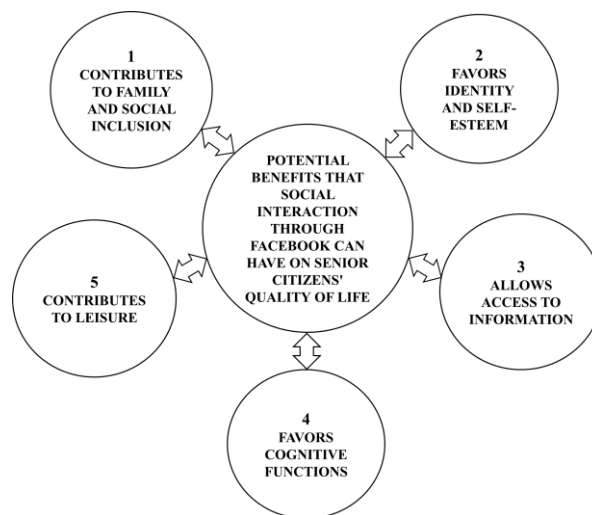 1
CONTRIBUTES
TO FAMILY
AND SOCIAL
INCLUSION
2
FAVORS
IDENTITY
AND SELF-
ESTEEM
POTENTIAL
BENEFITS THAT
SOCIAL
INTERACTION
THROUGH
FACEBOOK CAN
HAVE ON SENIOR
CITIZENS'
QUALITY OF LIFE
3
ALLOWS
ACCESS TO
INFORMATION
4
FAVORS
COGNITIVE
FUNCTIONS
5
CONTRIBUTES
TO LEISURE